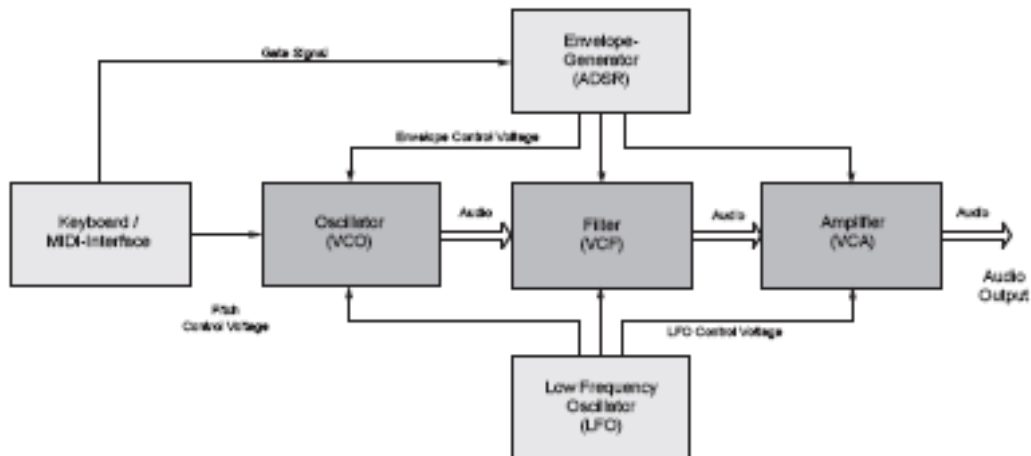 Envelope-
Generator
(ADSR)
Gate Signal
Envelope Control Voltage
Keyboard /
MIDI-Interface
Oscillator
(VCO)
Audio
Filter
(VCF)
Audio
Amplifier
(VCA)
Audio
Audio
Output
Pitch
Control Voltage
LFO Control Voltage
Low Frequency
Oscillator
(LFO)